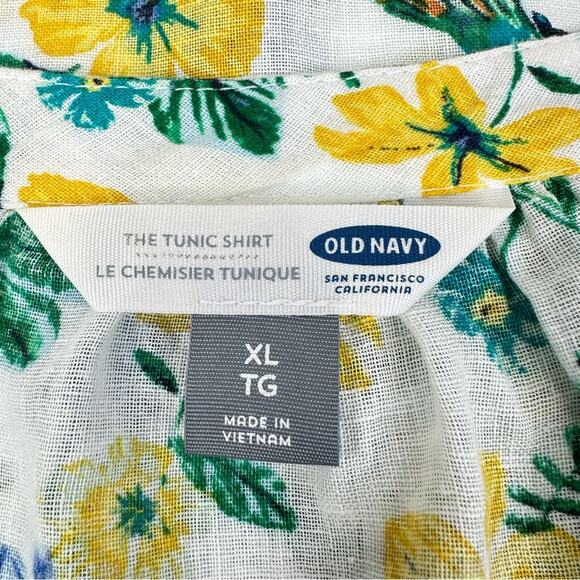 THE TUNIC SHIRT
LE CHEMISIER TUNIQUE
OLD NAVY
SAN FRANCISCO
CALIFORNIA
XL
TG
MADE IN
VIETNAM